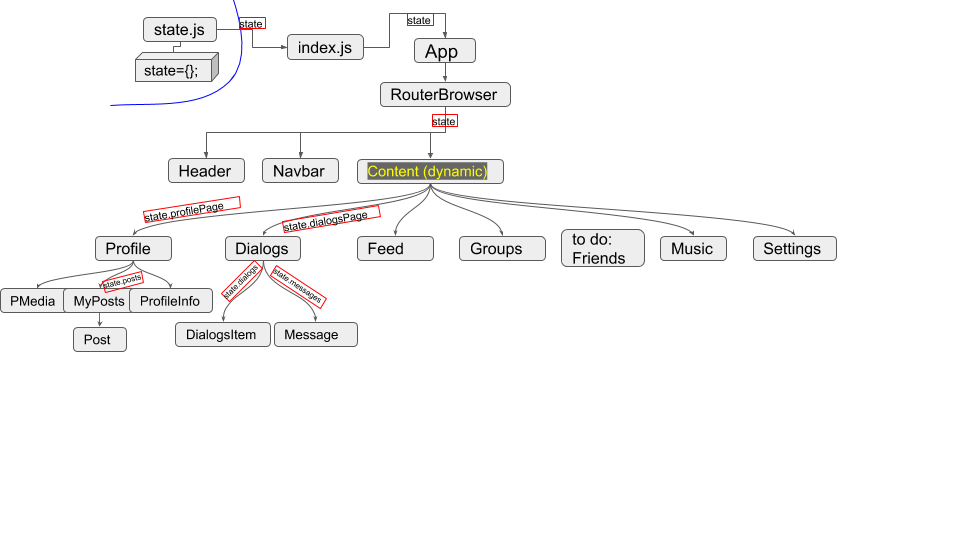 state.js
state
state
index.js
App
state={};
RouterBrowser
state
Header
Navbar
Content (dynamic)
state.profilePage
state.dialogsPage
Profile
Dialogs
Feed
Groups
to do:
Friends
Music
Settings
state.posts
state.dialogs
state.messages
PMedia
MyPosts
ProfileInfo
Post
DialogsItem
Message